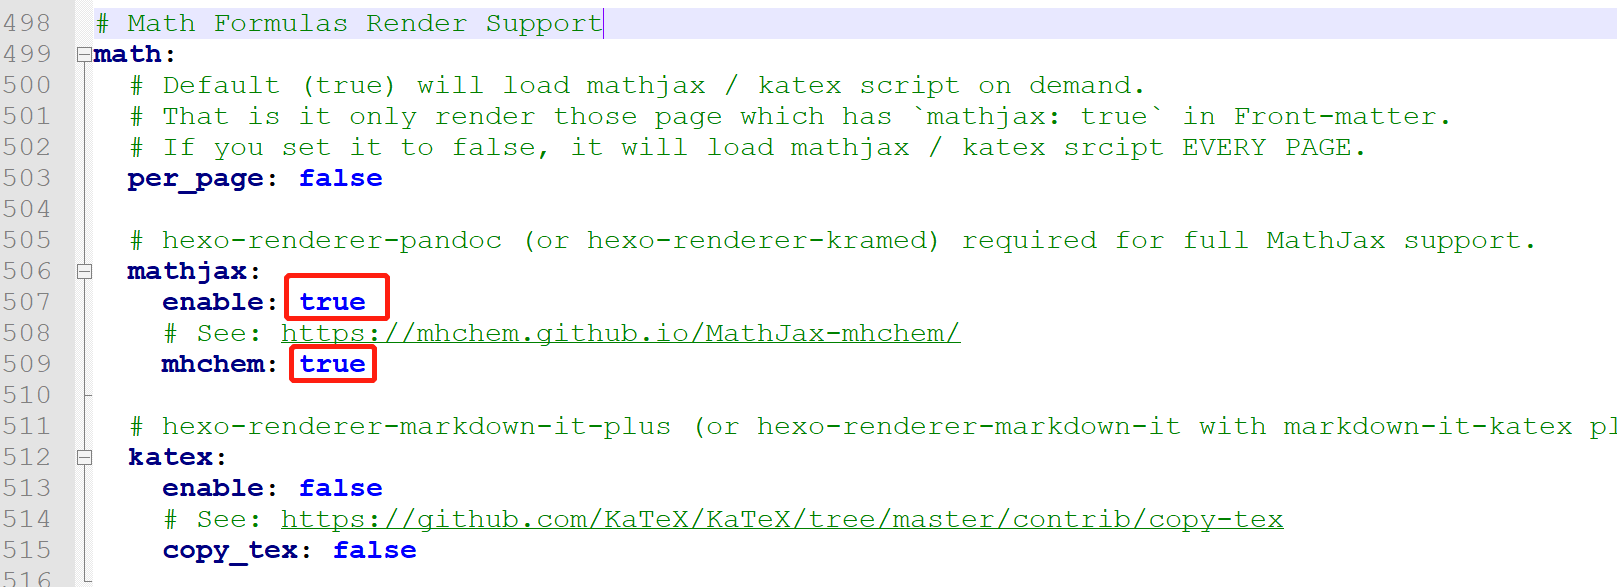 498 # Math Formulas Render Support
499 math:
500 # Default (true) will load mathjax / katex script on demand.
501 # That is it only render those page which has `mathjax: true` in Front-matter.
502 # If you set it to false, it will load mathjax / katex srcipt EVERY PAGE.
503 per_page: false
504
505 # hexo-renderer-pandoc (or hexo-renderer-kramed) required for full MathJax support.
506 mathjax:
507 enable: true
508 # See: https://mhchem.github.io/MathJax-mhchem/
509 mhchem: true
510
511 # hexo-renderer-markdown-it-plus (or hexo-renderer-markdown-it with markdown-it-katex pl
512 katex:
513 enable: false
514 # See: https://github.com/KaTeX/KaTeX/tree/master/contrib/copy-tex
515 copy_tex: false
516